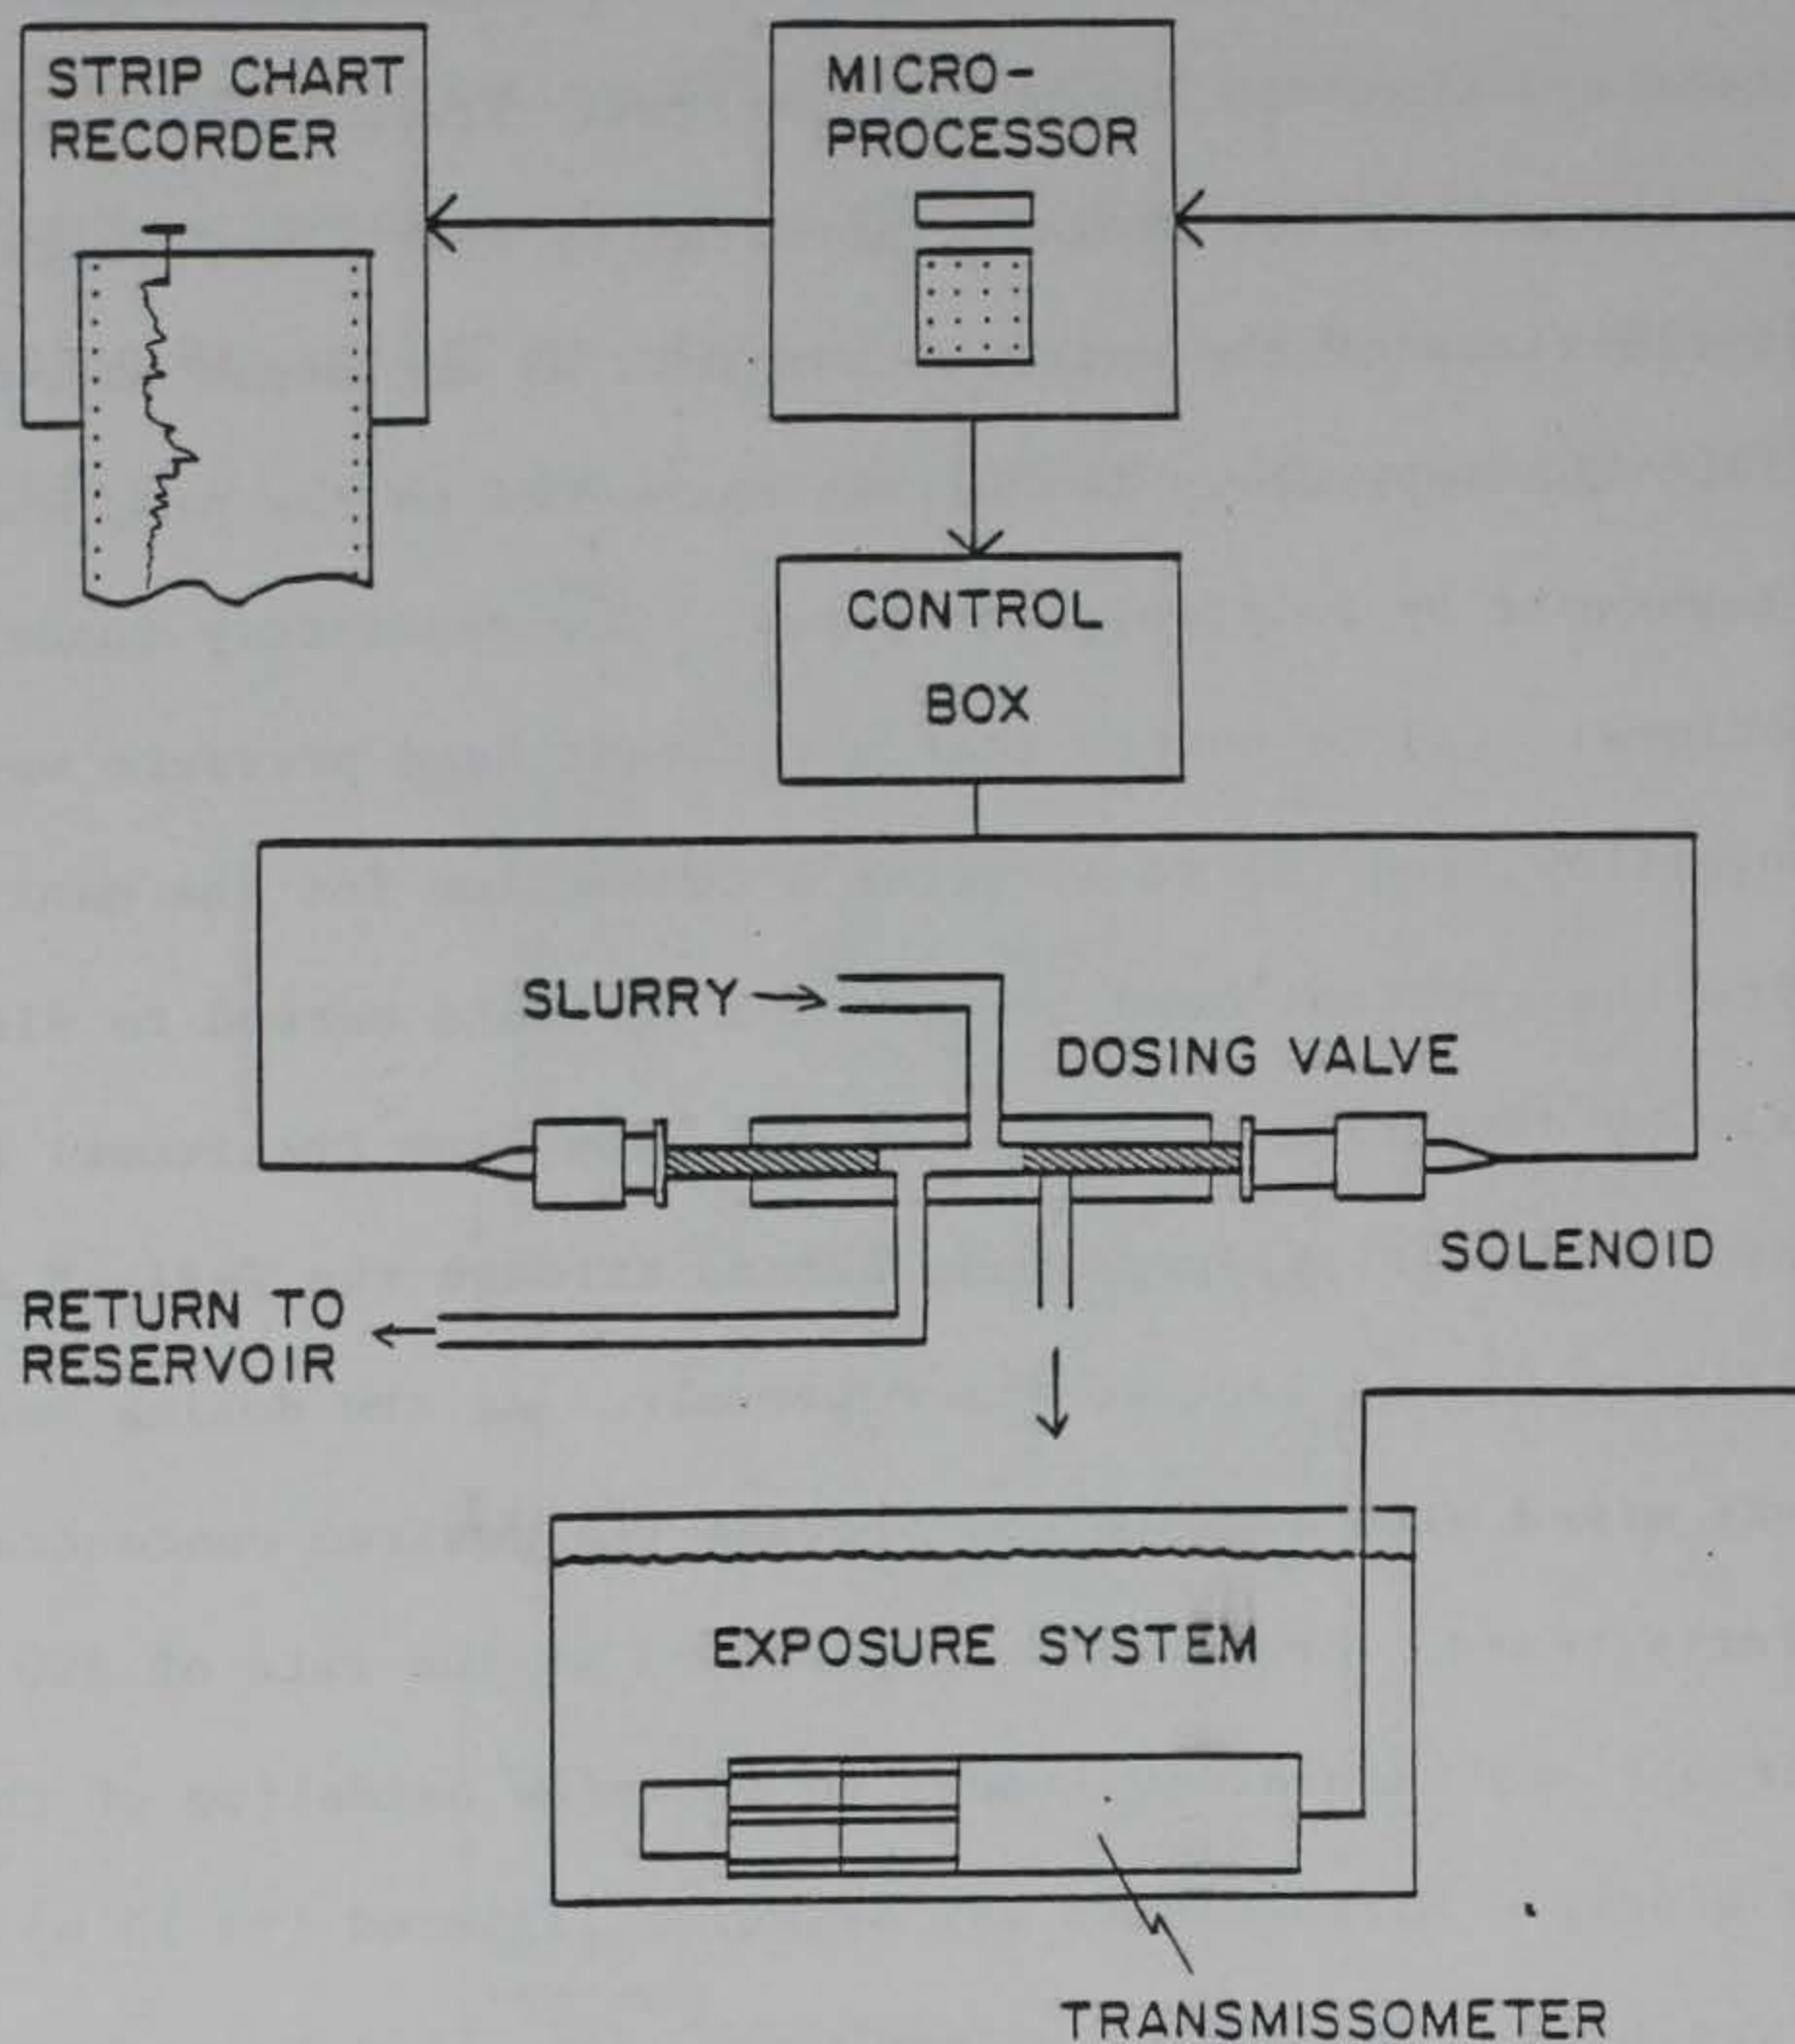 STRIP CHART
RECORDER
MICRO-
PROCESSOR
CONTROL
BOX
SLURRY
DOSING VALVE
SOLENOID
RETURN TO
RESERVOIR
EXPOSURE SYSTEM
TRANSMISSOMETER